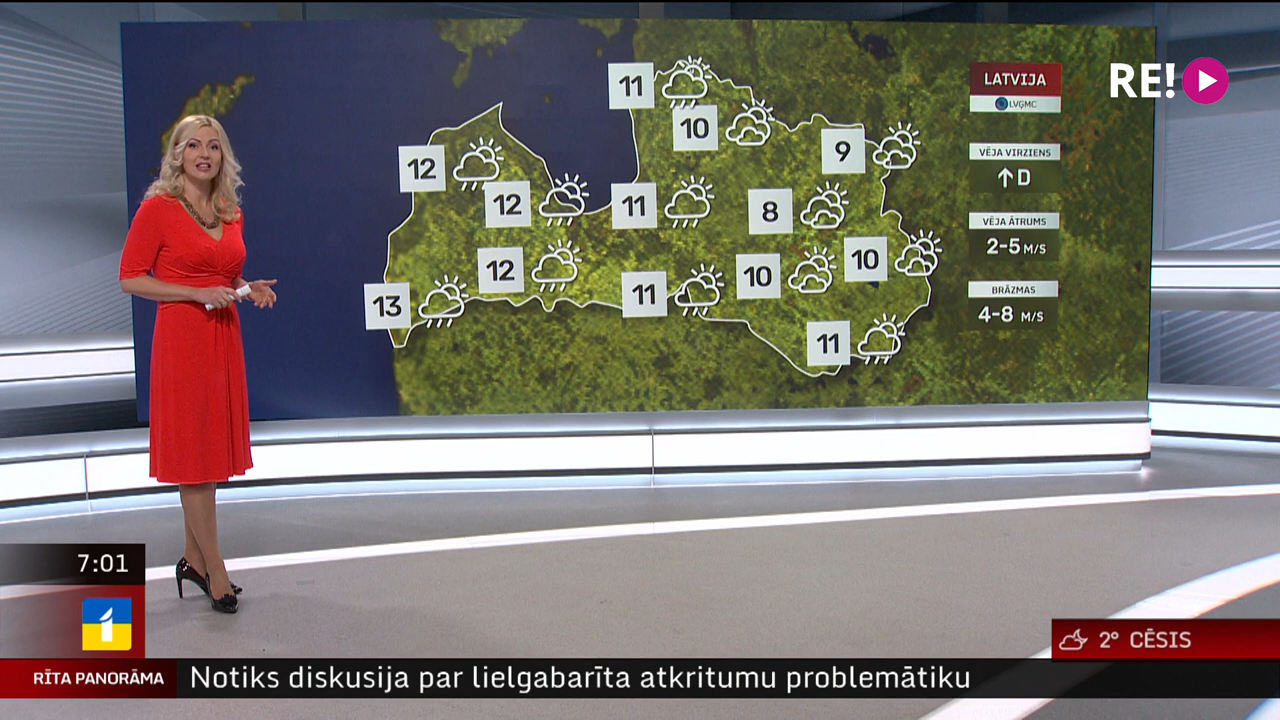 RE!
LATVIJA
LVĢMC
VĒJA VIRZIENS
D
VĒJA ĀTRUMS
2-5 M/S
BRĀZMAS
4-8 M/S
11
10
9
12
12
11
8
12
10
10
13
11
11
7:01
1
2° CĒSIS
RĪTA PANORĀMA
Notiks diskusija par lielgabarīta atkritumu problemātiku